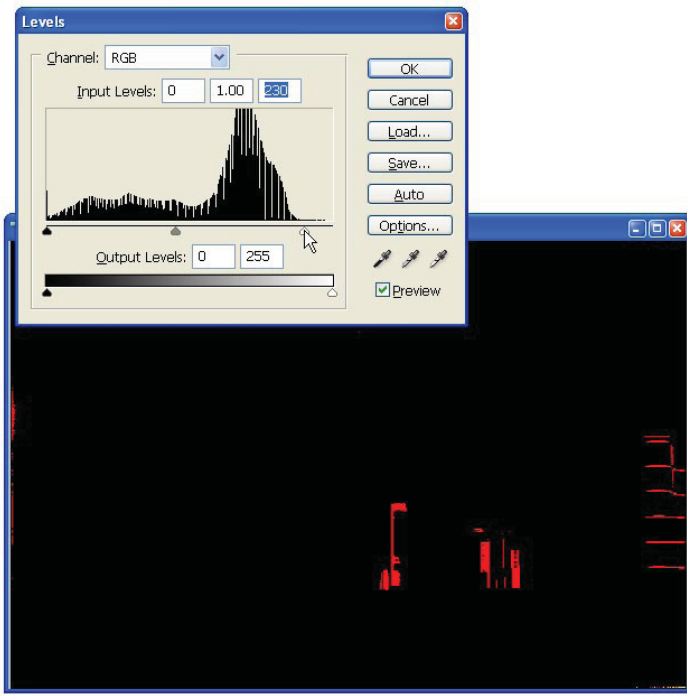 Levels
Channel: RGB
Input Levels: 0 1.00 230
Output Levels: 0 255
OK
Cancel
Load...
Save...
Auto
Options...
Preview